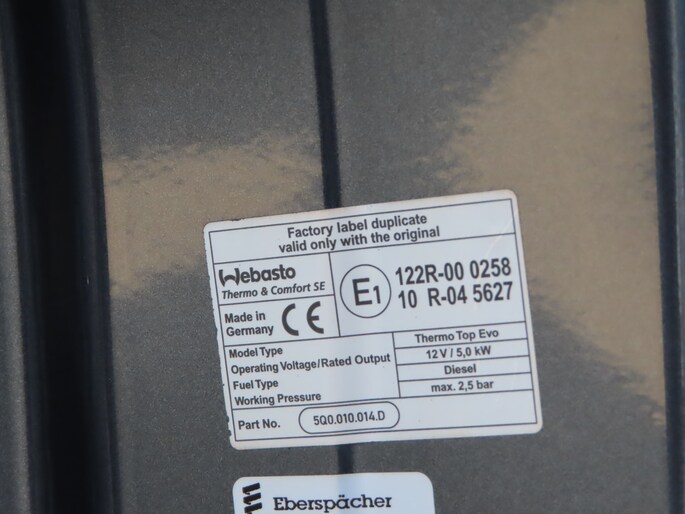 Factory label duplicate
valid only with the original
Webasto
Thermo & Comfort SE
E1
122R-00 0258
10 R-04 5627
Made in
Germany
CE
Model Type
Thermo Top Evo
Operating Voltage/Rated Output
12 V / 5,0 kW
Fuel Type
Diesel
Working Pressure
max. 2,5 bar
Part No.
5Q0.010.014.D
Eberspächer